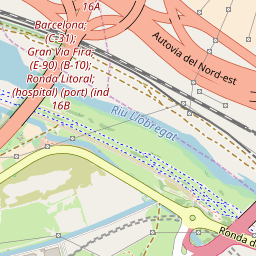 16A
Barcelona;
(C-31);
Gran Via Fira;
(E-90) (B-10);
Ronda Litoral;
(hospital) (port) (ind
16B
Autovia del Nord-est
Riu Llobregat
Ronda d